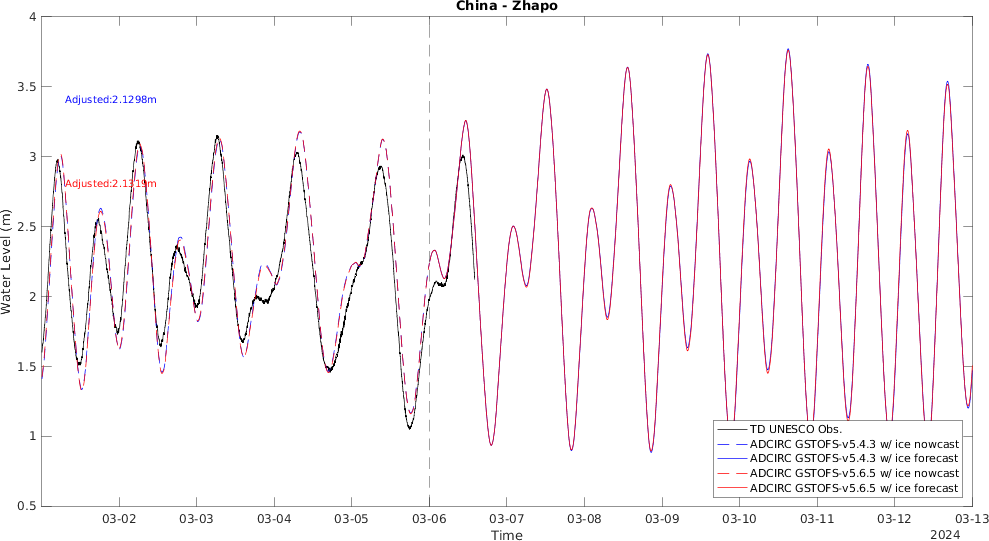 China - Zhapo
4
3.5
3
2.5
2
1.5
1
0.5
Water Level (m)
Adjusted:2.1298m
Adjusted:2.1319m
TD UNESCO Obs.
ADCIRC GSTOFS-v5.4.3 w/ ice nowcast
ADCIRC GSTOFS-v5.4.3 w/ ice forecast
ADCIRC GSTOFS-v5.6.5 w/ ice nowcast
ADCIRC GSTOFS-v5.6.5 w/ ice forecast
03-02 03-03 03-04 03-05 03-06 03-07 03-08 03-09 03-10 03-11 03-12 03-13
Time
2024